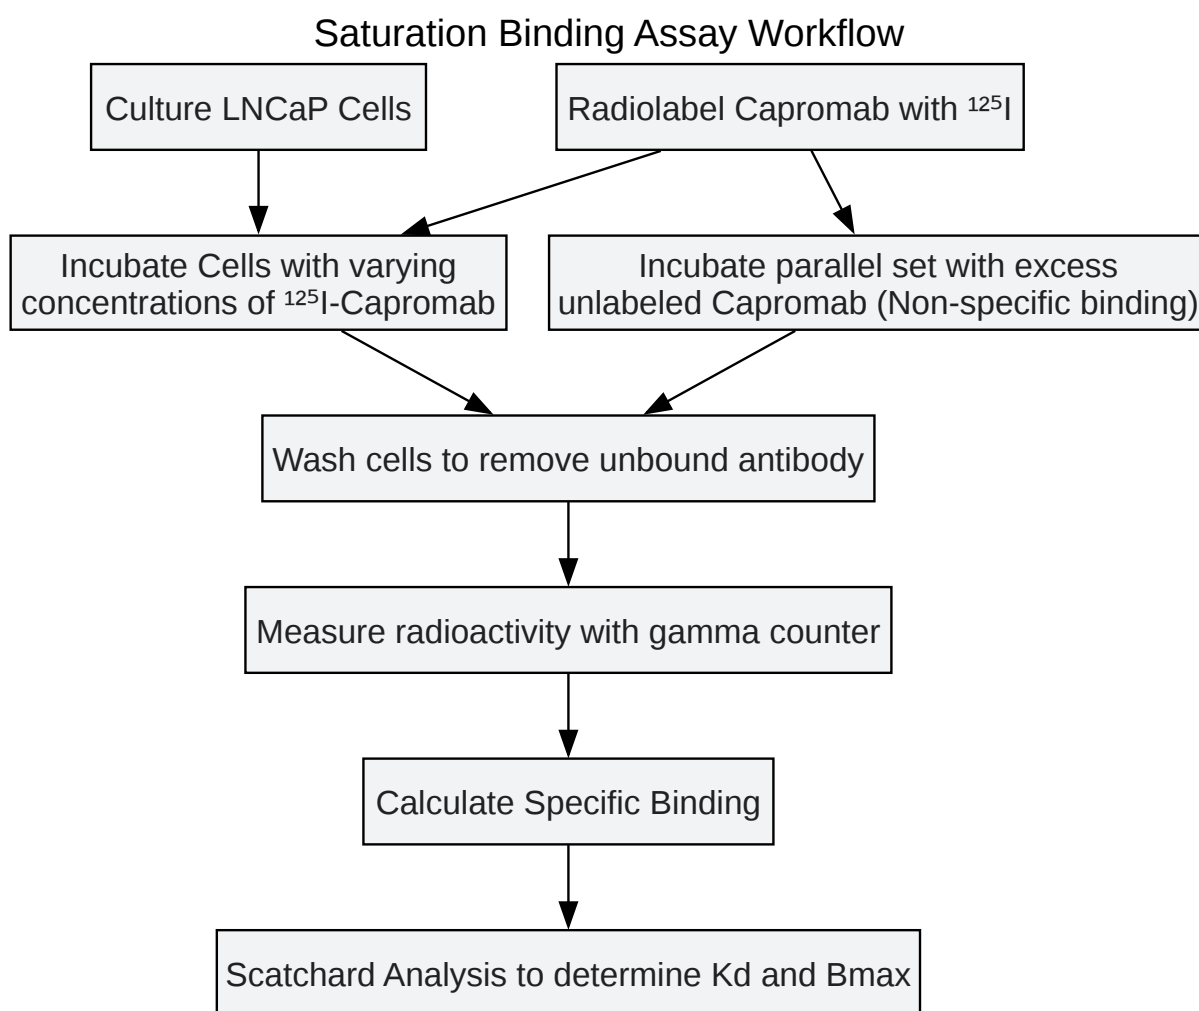 Saturation Binding Assay Workflow
Culture LNCaP Cells
Radiolabel Capromab with ¹²⁵I
Incubate Cells with varying
concentrations of ¹²⁵I-Capromab
Incubate parallel set with excess
unlabeled Capromab (Non-specific binding)
Wash cells to remove unbound antibody
Measure radioactivity with gamma counter
Calculate Specific Binding
Scatchard Analysis to determine Kd and Bmax